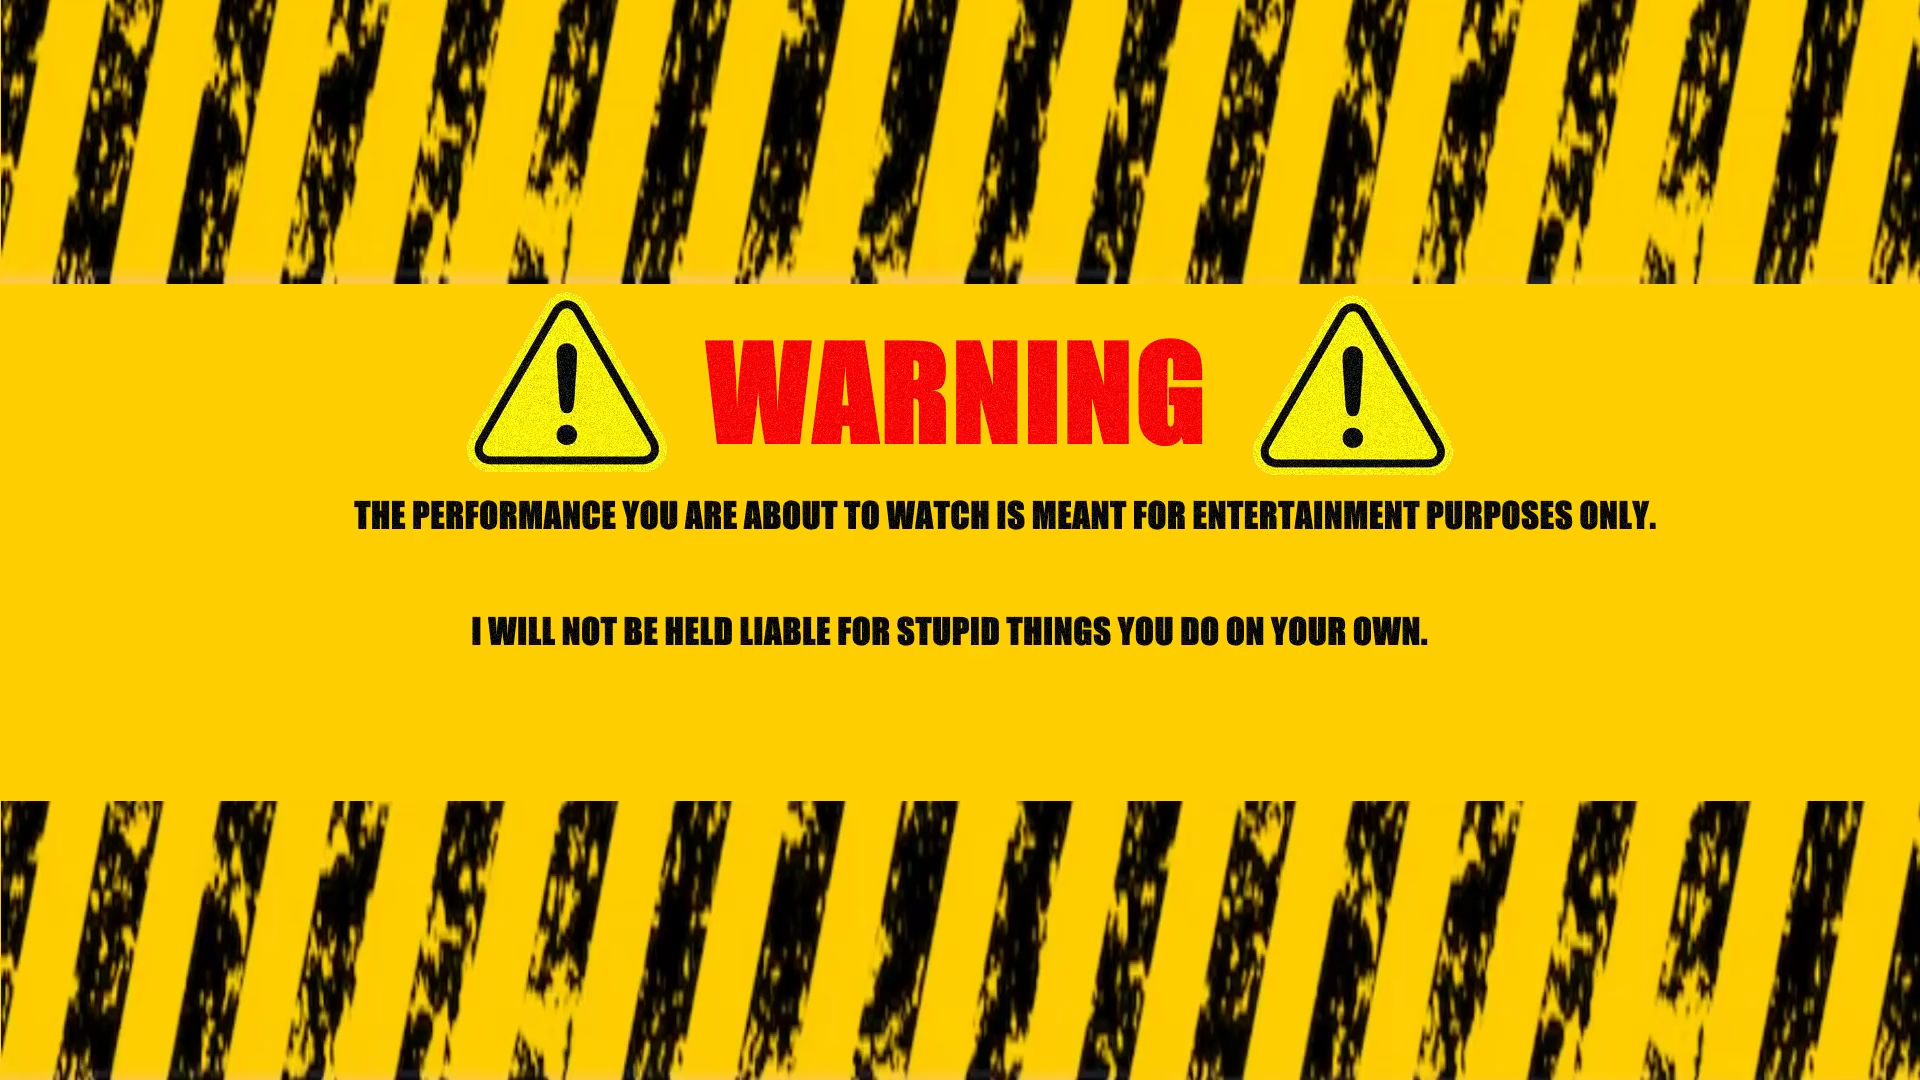 WARNING
THE PERFORMANCE YOU ARE ABOUT TO WATCH IS MEANT FOR ENTERTAINMENT PURPOSES ONLY.
I WILL NOT BE HELD LIABLE FOR STUPID THINGS YOU DO ON YOUR OWN.